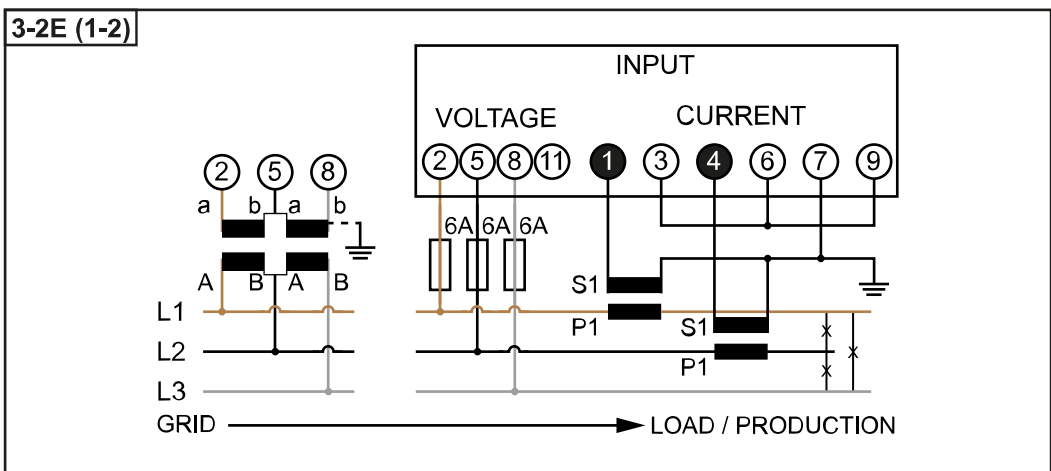 3-2E (1-2)
INPUT
VOLTAGE CURRENT
2 5 8 11 1 3 4 6 7 9
2 5 8
a b a b
6A 6A 6A
A B A B
S1
P1
S1
P1
L1
L2
L3
GRID LOAD / PRODUCTION